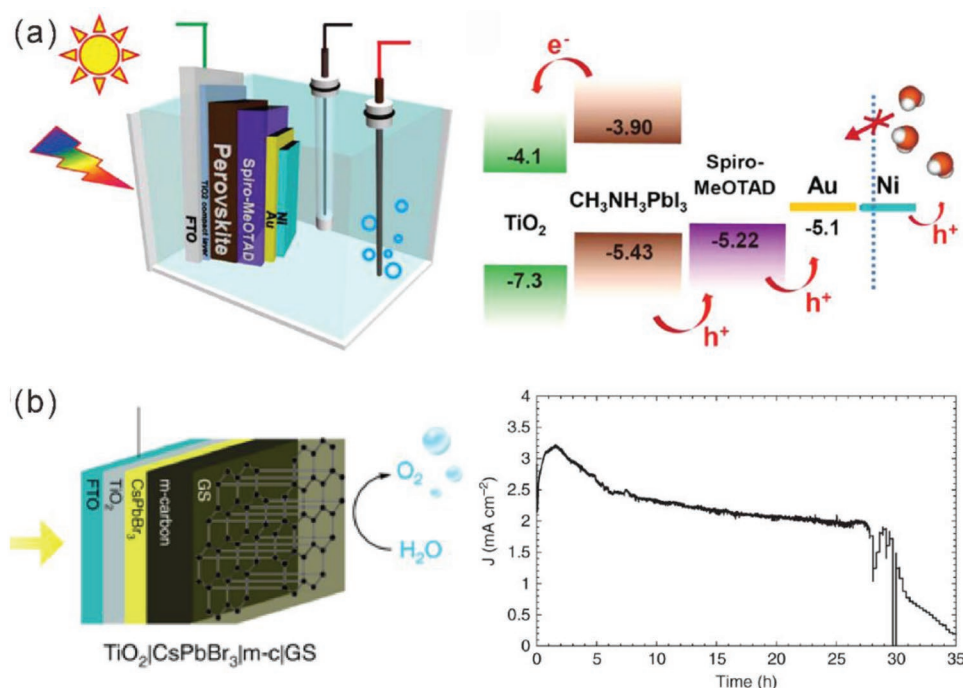 (a)
FTO
TiO2 compact layer
Perovskite
Spiro-MeOTAD
Au
Ni
e-
-4.1
-3.90
TiO₂
CH₃NH₃PbI₃
Spiro-
MeOTAD
Au
Ni
-5.1
-7.3
-5.43
-5.22
h⁺
h⁺
h⁺
(b)
FTO
TiO₂
CsPbBr₃
m-carbon
GS
O₂
H₂O
TiO₂|CsPbBr₃|m-c|GS
J (mA cm⁻²)
4
3.5
3
2.5
2
1.5
1
0.5
0
0 5 10 15 20 25 30 35
Time (h)